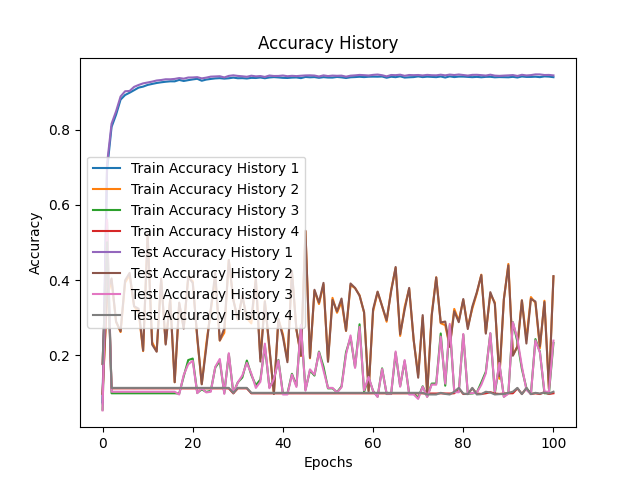 Accuracy History
Accuracy
0.8
0.6
0.4
0.2
Train Accuracy History 1
Train Accuracy History 2
Train Accuracy History 3
Train Accuracy History 4
Test Accuracy History 1
Test Accuracy History 2
Test Accuracy History 3
Test Accuracy History 4
0 20 40 60 80 100
Epochs